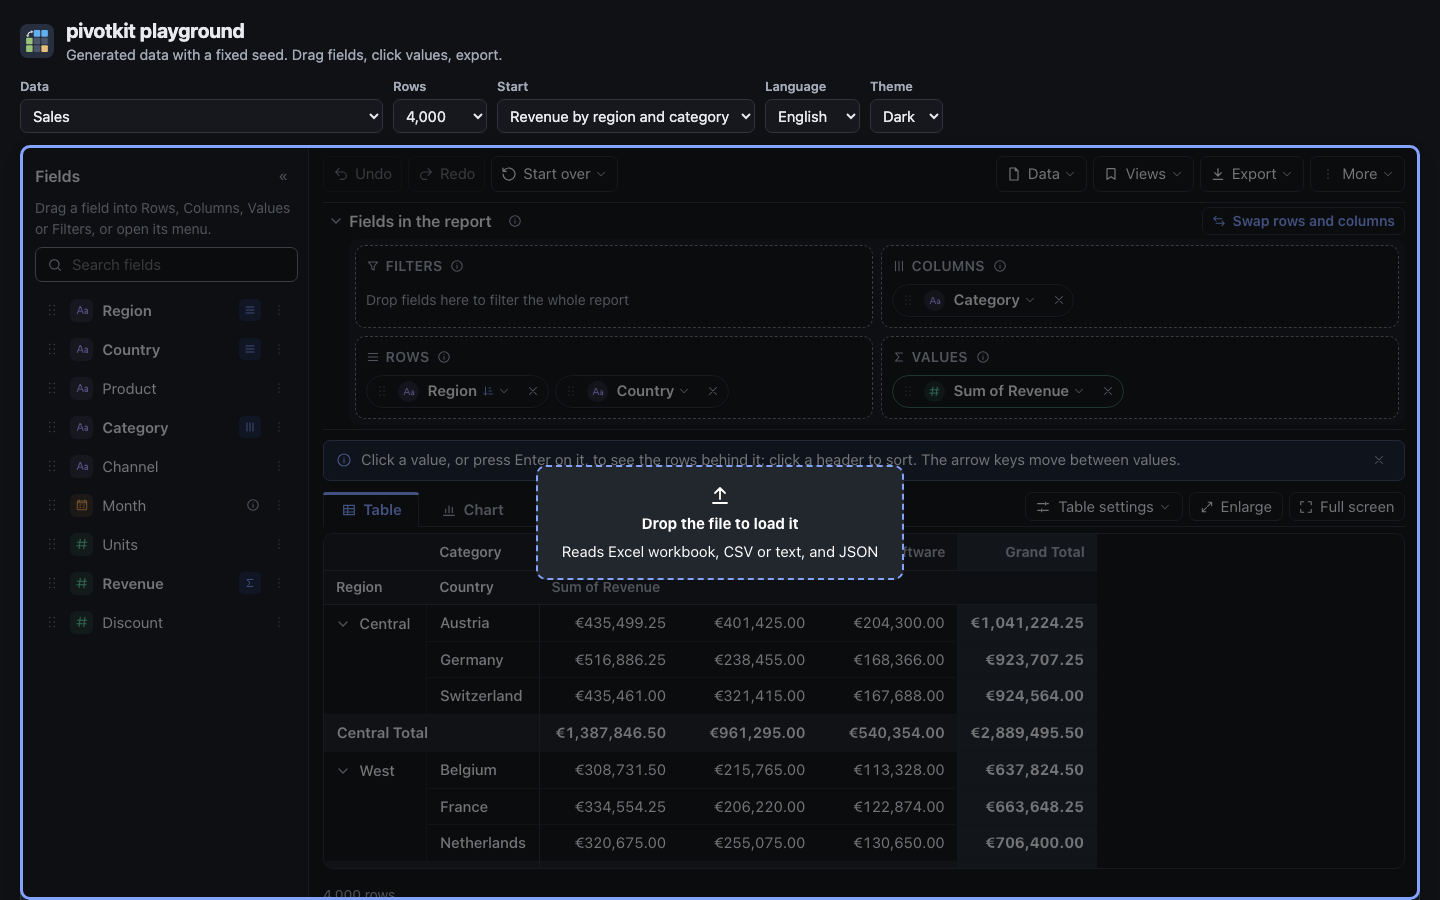 pivotkit playground
Generated data with a fixed seed. Drag fields, click values, export.
Data
Rows
Start
Language
Theme
Sales
4,000
Revenue by region and category
English
Dark
Fields
«
Drag a field into Rows, Columns, Values
or Filters, or open its menu.
Search fields
Aa Region
Aa Country
Aa Product
Aa Category
Aa Channel
Month
# Units
# Revenue Σ
# Discount
Undo
Redo
Start over
Data
Views
Export
More
Fields in the report
Swap rows and columns
FILTERS
Drop fields here to filter the whole report
COLUMNS
Aa Category
ROWS
Aa Region
Aa Country
Σ VALUES
# Sum of Revenue
Click a value, or press Enter on it, to see the rows behind it; click a header to sort. The arrow keys move between values.
Table
Chart
Drop the file to load it
Reads Excel workbook, CSV or text, and JSON
Table settings
Enlarge
Full screen
Category
ftware
Grand Total
Region
Country
Sum of Revenue
Central
Austria
€435,499.25
€401,425.00
€204,300.00
€1,041,224.25
Germany
€516,886.25
€238,455.00
€168,366.00
€923,707.25
Switzerland
€435,461.00
€321,415.00
€167,688.00
€924,564.00
Central Total
€1,387,846.50
€961,295.00
€540,354.00
€2,889,495.50
West
Belgium
€308,731.50
€215,765.00
€113,328.00
€637,824.50
France
€334,554.25
€206,220.00
€122,874.00
€663,648.25
Netherlands
€320,675.00
€255,075.00
€130,650.00
€706,400.00
4,000 rows